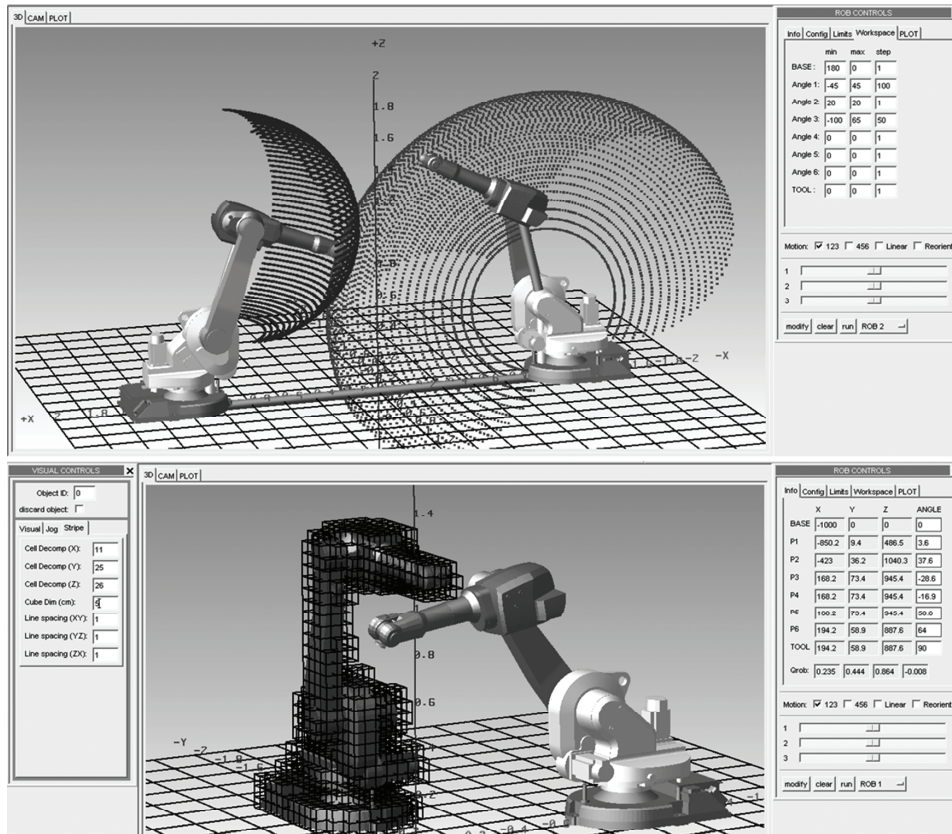 3D CAM PLOT
ROB CONTROLS
Info Config Limits Workspace PLOT
min max step
BASE : 180 0 1
Angle 1: -45 45 100
Angle 2: 20 20 1
Angle 3: -100 65 50
Angle 4: 0 0 1
Angle 5: 0 0 1
Angle 6: 0 0 1
TOOL : 0 0 1
Motion: 123 456 Linear Reorient
1
2
3
modify clear run ROB 2
+Z
2
1.8
1.6
-X
+X
VISUAL CONTROLS
Object ID: 0
discard object:
Visual Jog Stripe
Cell Decomp (X): 11
Cell Decomp (Y): 25
Cell Decomp (Z): 26
Cube Dim (cm): 5
Line spacing (XY): 1
Line spacing (YZ): 1
Line spacing (ZX): 1
3D CAM PLOT
1.4
0.8
0.6
-Y
-2
ROB CONTROLS
Info Config Limits Workspace PLOT
X Y Z ANGLE
BASE -1000 0 0 0
P1 -850.2 9.4 486.5 3.6
P2 -423 36.2 1040.3 37.6
P3 168.2 73.4 945.4 -28.6
P4 168.2 73.4 945.4 -16.9
P6 194.2 58.9 887.6 64
TOOL 194.2 58.9 887.6 90
Qrob: 0.235 0.444 0.864 -0.008
Motion: 123 456 Linear Reorient
1
2
3
modify clear run ROB 1